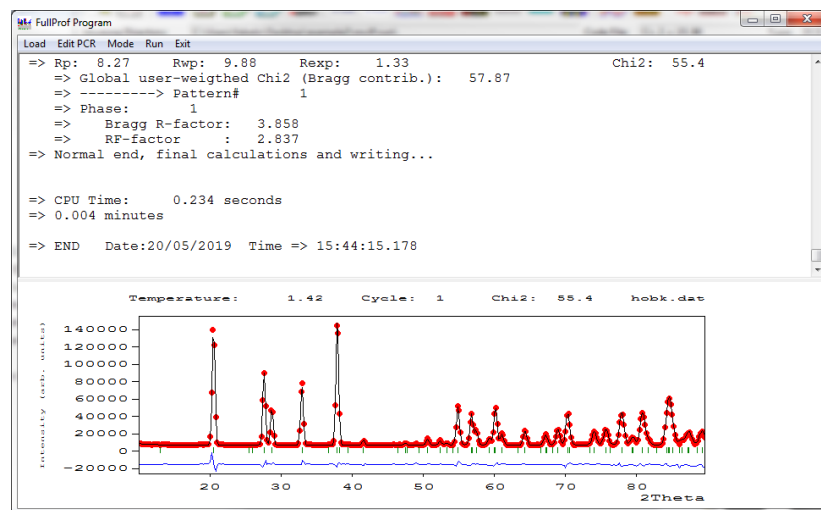 FullProf Program
Load Edit PCR Mode Run Exit
=> Rp: 8.27 Rwp: 9.88 Rexp: 1.33 Chi2: 55.4
=> Global user-weigthed Chi2 (Bragg contrib.): 57.87
=> ---------> Pattern# 1
=> Phase: 1
=> Bragg R-factor: 3.858
=> RF-factor : 2.837
=> Normal end, final calculations and writing...
=> CPU Time: 0.234 seconds
=> 0.004 minutes
=> END Date:20/05/2019 Time => 15:44:15.178
Temperature: 1.42 Cycle: 1 Chi2: 55.4 hobk.dat
Intensity (arb. units)
140000
120000
100000
80000
60000
40000
20000
0
-20000
20 30 40 50 60 70 80
2Theta